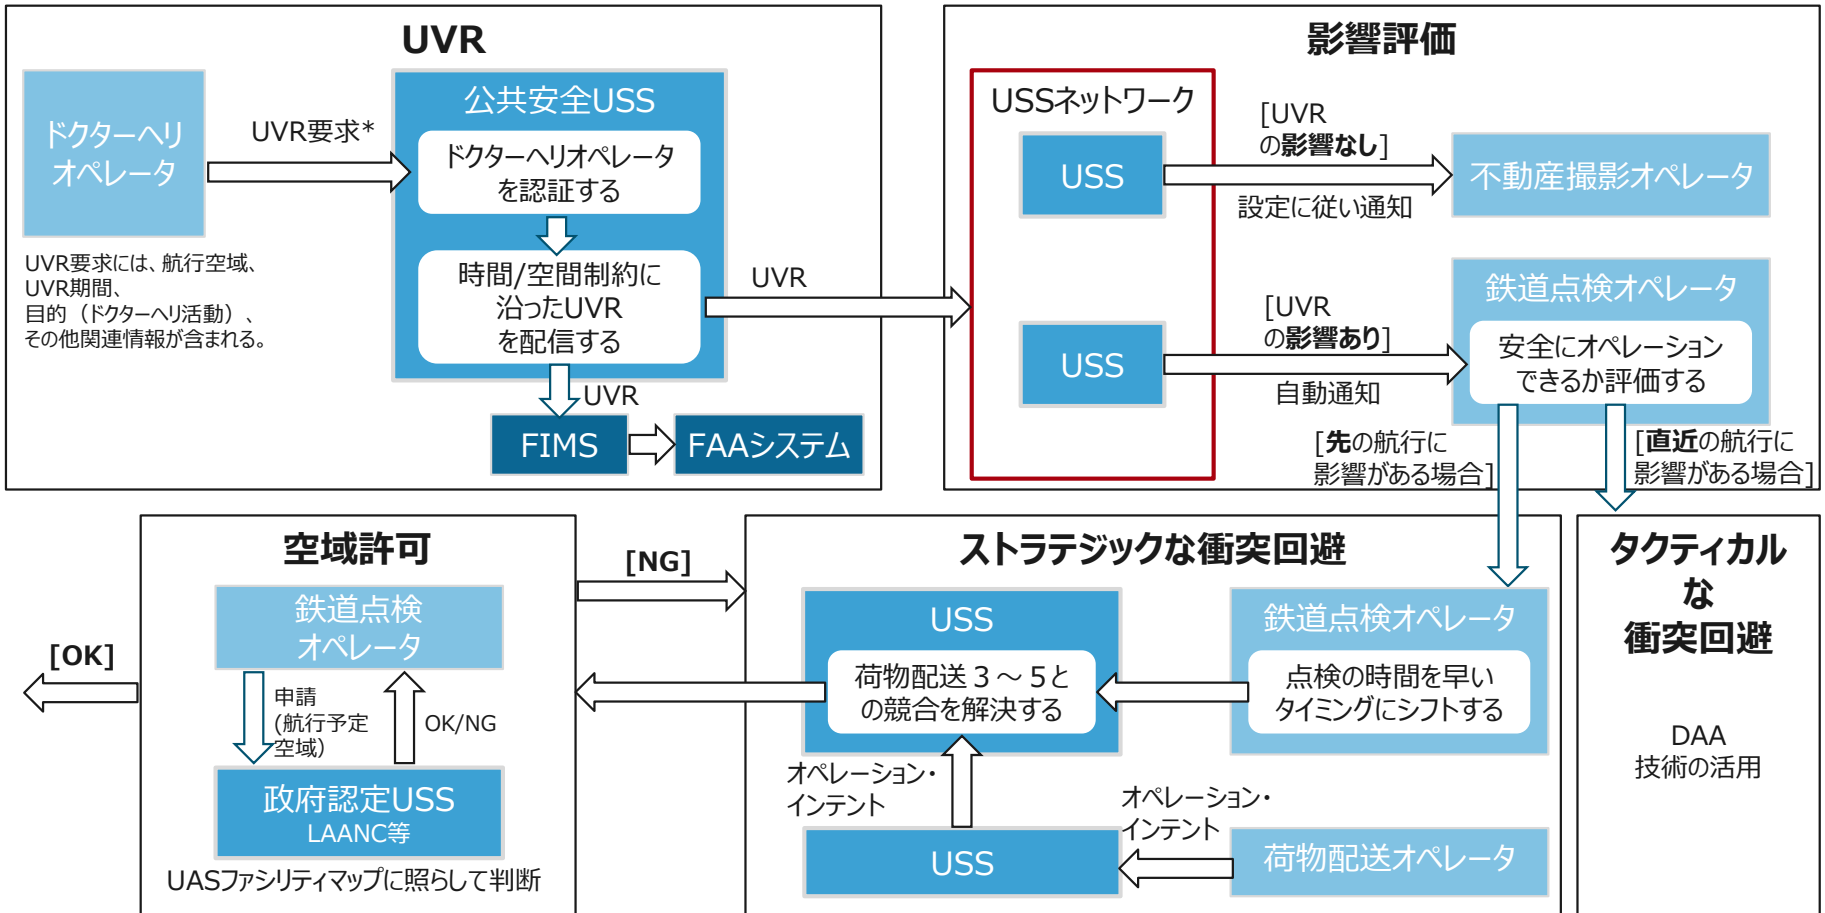 UVR
ドクターヘリ
オペレータ
UVR要求*
公共安全USS
ドクターヘリオペレータ
を認証する
時間/空間制約に
沿ったUVR
を配信する
UVR要求には、航行空域、
UVR期間、
目的（ドクターヘリ活動）、
その他関連情報が含まれる。
UVR
UVR
FIMS
FAAシステム
影響評価
USSネットワーク
USS
[UVR
の影響なし]
設定に従い通知
不動産撮影オペレータ
USS
[UVR
の影響あり]
自動通知
鉄道点検オペレータ
安全にオペレーション
できるか評価する
[先の航行に
影響がある場合]
[直近の航行に
影響がある場合]
空域許可
鉄道点検
オペレータ
[OK]
申請
(航行予定
空域)
OK/NG
政府認定USS
LAANC等
UASファシリティマップに照らして判断
[NG]
ストラテジックな衝突回避
USS
荷物配送３～５と
の競合を解決する
鉄道点検オペレータ
点検の時間を早い
タイミングにシフトする
オペレーション・
インテント
オペレーション・
インテント
USS
荷物配送オペレータ
タクティカル
な
衝突回避
DAA
技術の活用